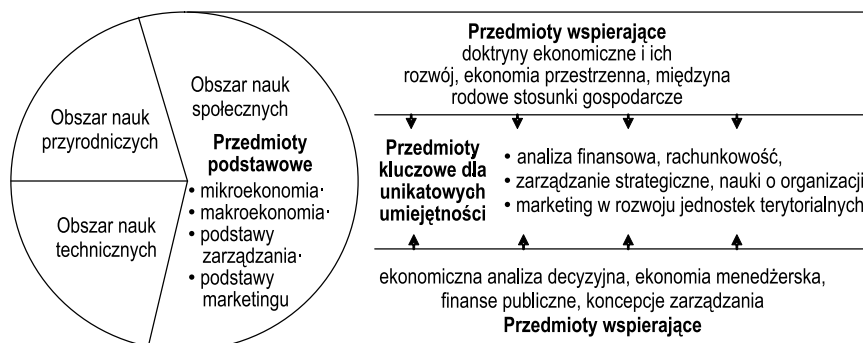 Obszar nauk
przyrodniczych
Obszar nauk
technicznych
Obszar nauk
społecznych
Przedmioty
podstawowe
• mikroekonomia·
• makroekonomia·
• podstawy
zarządzania·
• podstawy
marketingu
Przedmioty wspierające
doktryny ekonomiczne i ich
rozwój, ekonomia przestrzenna, międzyna
rodowe stosunki gospodarcze
Przedmioty
kluczowe dla
unikatowych
umiejętności
• analiza finansowa, rachunkowość,
• zarządzanie strategiczne, nauki o organizacji
• marketing w rozwoju jednostek terytorialnych
ekonomiczna analiza decyzyjna, ekonomia menedżerska,
finanse publiczne, koncepcje zarządzania
Przedmioty wspierające